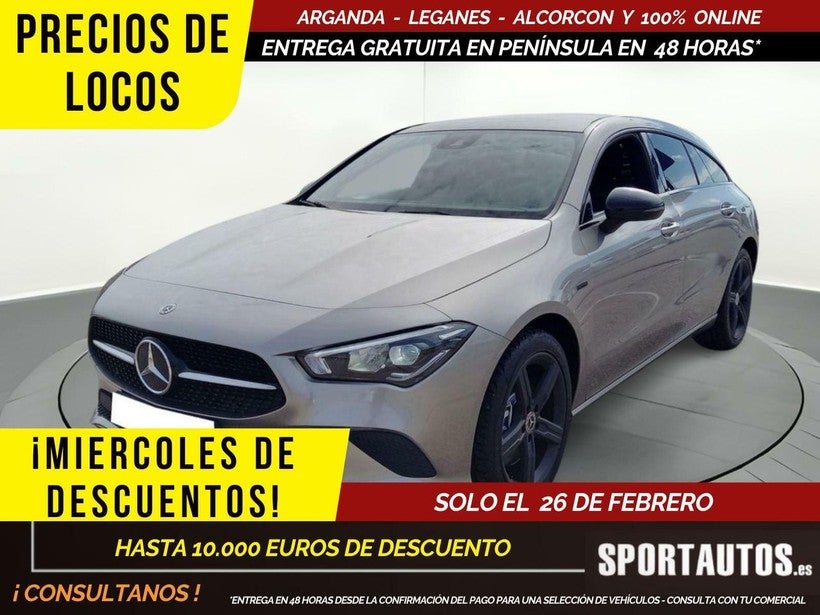 PRECIOS DE
LOCOS
ARGANDA - LEGANES - ALCORCON Y 100% ONLINE
ENTREGA GRATUITA EN PENÍNSULA EN 48 HORAS*
¡MIERCOLES DE
DESCUENTOS!
SOLO EL 26 DE FEBRERO
HASTA 10.000 EUROS DE DESCUENTO
SPORTAUTOS.es
¡ CONSULTANOS !
*ENTREGA EN 48 HORAS DESDE LA CONFIRMACIÓN DEL PAGO PARA UNA SELECCIÓN DE VEHÍCULOS - CONSULTA CON TU COMERCIAL